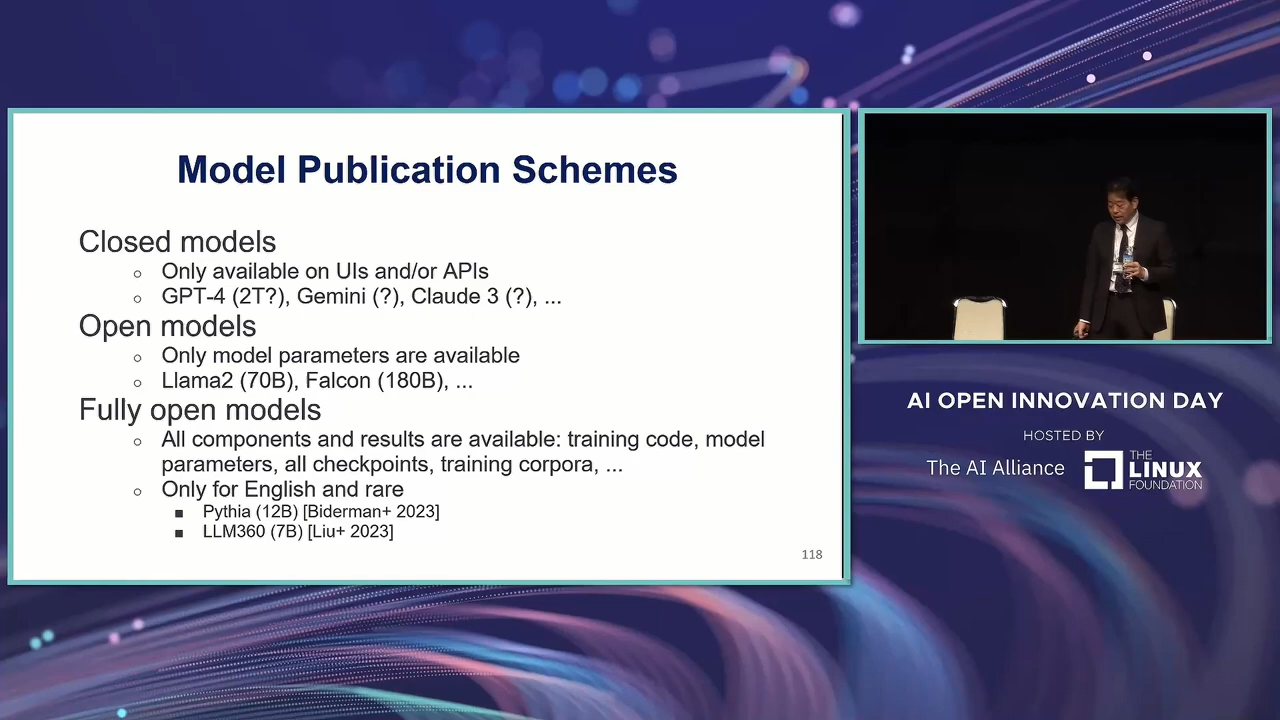 Model Publication Schemes
Closed models
○ Only available on UIs and/or APIs
○ GPT-4 (2T?), Gemini (?), Claude 3 (?), ...
Open models
○ Only model parameters are available
○ Llama2 (70B), Falcon (180B), ...
Fully open models
○ All components and results are available: training code, model
parameters, all checkpoints, training corpora, ...
○ Only for English and rare
■ Pythia (12B) [Biderman+ 2023]
■ LLM360 (7B) [Liu+ 2023]
118
AI OPEN INNOVATION DAY
HOSTED BY
The AI Alliance
THE
LINUX
FOUNDATION